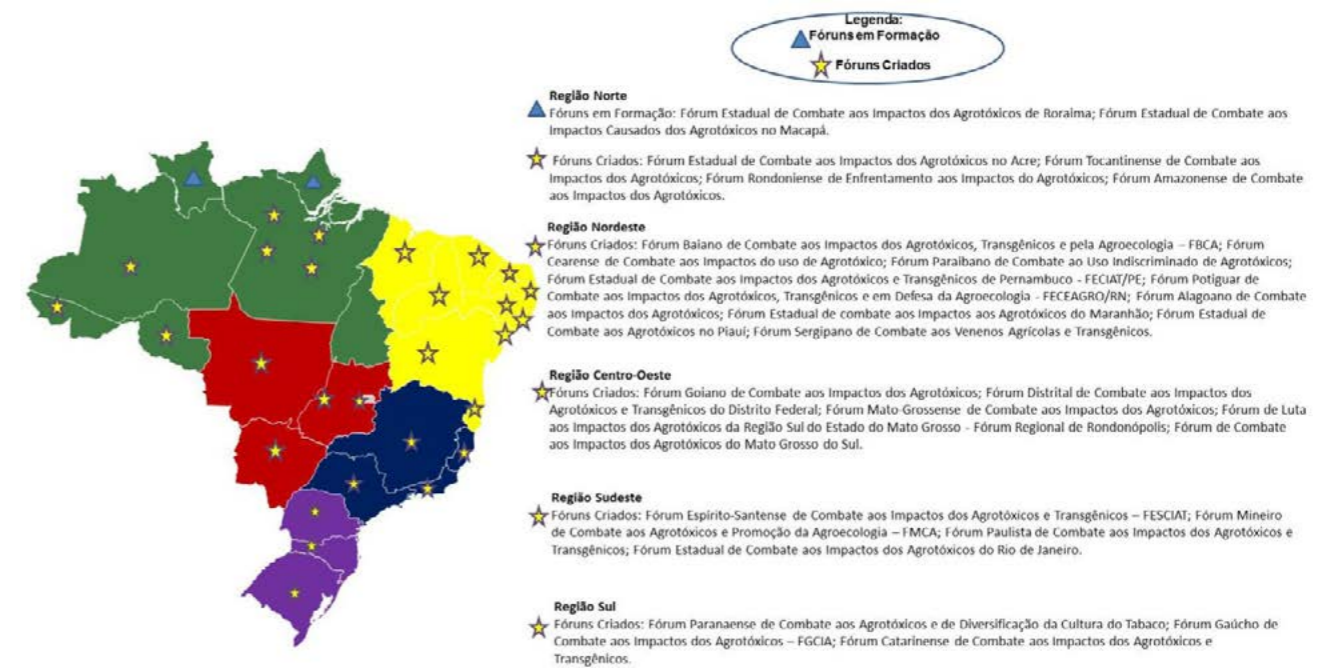 Legenda:
Fóruns em Formação
Fóruns Criados
Região Norte
Fóruns em Formação: Fórum Estadual de Combate aos Impactos dos Agrotóxicos de Roraima; Fórum Estadual de Combate aos
Impactos Causados dos Agrotóxicos no Macapá.
Fóruns Criados: Fórum Estadual de Combate aos Impactos dos Agrotóxicos no Acre; Fórum Tocantinense de Combate aos
Impactos dos Agrotóxicos; Fórum Rondoniense de Enfrentamento aos Impactos do Agrotóxicos; Fórum Amazonense de Combate
aos Impactos dos Agrotóxicos.
Região Nordeste
Fóruns Criados: Fórum Baiano de Combate aos Impactos dos Agrotóxicos, Transgênicos e pela Agroecologia – FBCA; Fórum
Cearense de Combate aos Impactos do uso de Agrotóxico; Fórum Paraibano de Combate ao Uso Indiscriminado de Agrotóxicos;
Fórum Estadual de Combate aos Impactos dos Agrotóxicos e Transgênicos de Pernambuco - FECIAT/PE; Fórum Potiguar de
Combate aos Impactos dos Agrotóxicos, Transgênicos e em Defesa da Agroecologia - FECEAGRO/RN; Fórum Alagoano de Combate
aos Impactos dos Agrotóxicos; Fórum Estadual de combate aos Impactos aos Agrotóxicos do Maranhão; Fórum Estadual de
Combate aos Agrotóxicos no Piauí; Fórum Sergipano de Combate aos Venenos Agrícolas e Transgênicos.
Região Centro-Oeste
Fóruns Criados: Fórum Goiano de Combate aos Impactos dos Agrotóxicos; Fórum Distrital de Combate aos Impactos dos
Agrotóxicos e Transgênicos do Distrito Federal; Fórum Mato-Grossense de Combate aos Impactos dos Agrotóxicos; Fórum de Luta
aos Impactos dos Agrotóxicos da Região Sul do Estado do Mato Grosso - Fórum Regional de Rondonópolis; Fórum de Combate
aos Impactos dos Agrotóxicos do Mato Grosso do Sul.
Região Sudeste
Fóruns Criados: Fórum Espírito-Santense de Combate aos Impactos dos Agrotóxicos e Transgênicos – FESCIAT; Fórum Mineiro
de Combate aos Agrotóxicos e Promoção da Agroecologia – FMCA; Fórum Paulista de Combate aos Impactos dos Agrotóxicos e
Transgênicos; Fórum Estadual de Combate aos Impactos dos Agrotóxicos do Rio de Janeiro.
Região Sul
Fóruns Criados: Fórum Paranaense de Combate aos Agrotóxicos e de Diversificação da Cultura do Tabaco; Fórum Gaúcho de
Combate aos Impactos dos Agrotóxicos – FGCIA; Fórum Catarinense de Combate aos Impactos dos Agrotóxicos e
Transgênicos.